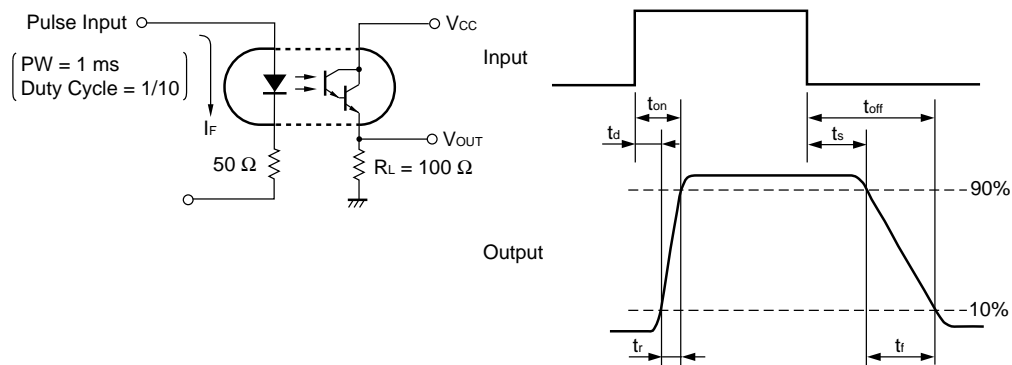 Pulse Input
PW = 1 ms
Duty Cycle = 1/10
IF
50 Ω
VCC
VOUT
RL = 100 Ω
Input
ton
toff
td
ts
90%
Output
10%
tr
tf